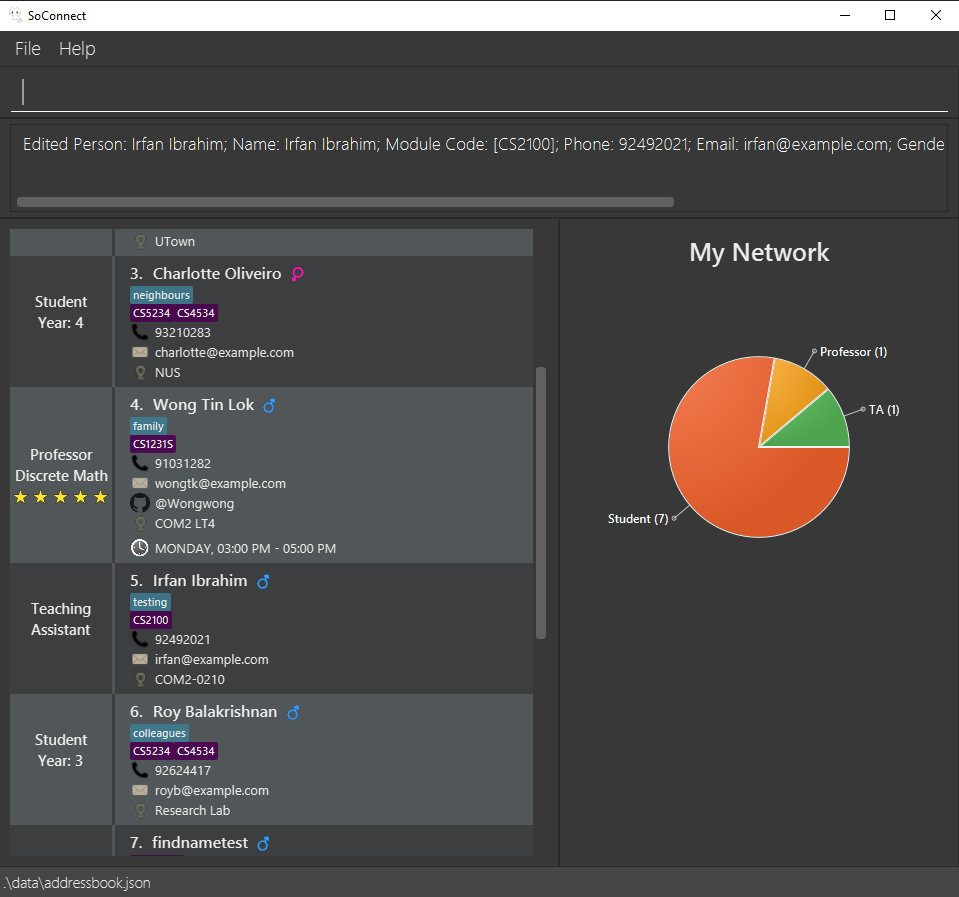 SoConnect
File Help
Edited Person: Irfan Ibrahim; Name: Irfan Ibrahim; Module Code: [CS2100]; Phone: 92492021; Email: irfan@example.com; Gende
UTown
Student
Year: 4
3. Charlotte Oliveiro
neighbours
CS5234 CS4534
93210283
charlotte@example.com
NUS
Professor
Discrete Math
4. Wong Tin Lok
family
CS1231S
91031282
wongtk@example.com
@Wongwong
COM2 LT4
MONDAY, 03:00 PM - 05:00 PM
Teaching
Assistant
5. Irfan Ibrahim
testing
CS2100
92492021
irfan@example.com
COM2-0210
Student
Year: 3
6. Roy Balakrishnan
colleagues
CS5234 CS4534
92624417
royb@example.com
Research Lab
7. findnametest
My Network
Professor (1)
TA (1)
Student (7)
.\data\addressbook.json